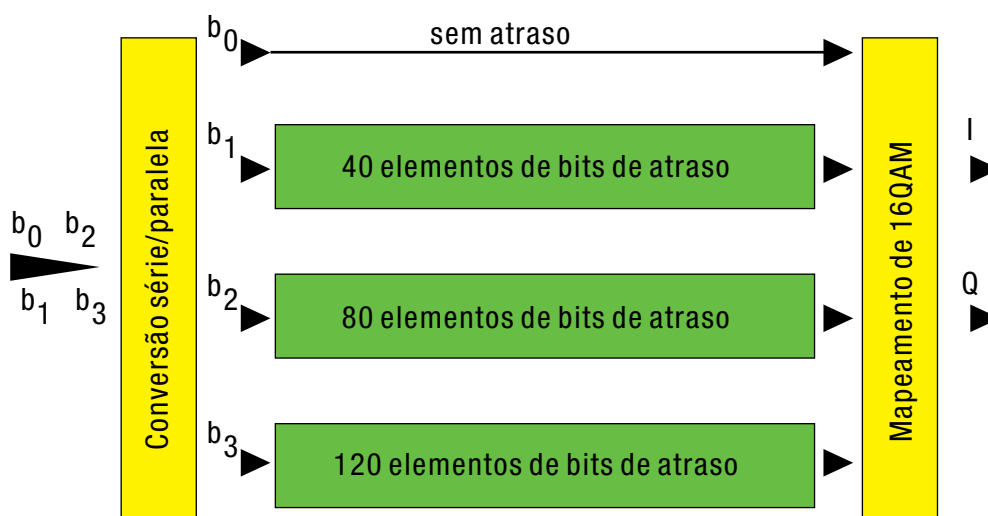 b0 b2
b1 b3
Conversão série/paralela
b0
sem atraso
b1
40 elementos de bits de atraso
b2
80 elementos de bits de atraso
b3
120 elementos de bits de atraso
Mapeamento de 16QAM
I
Q